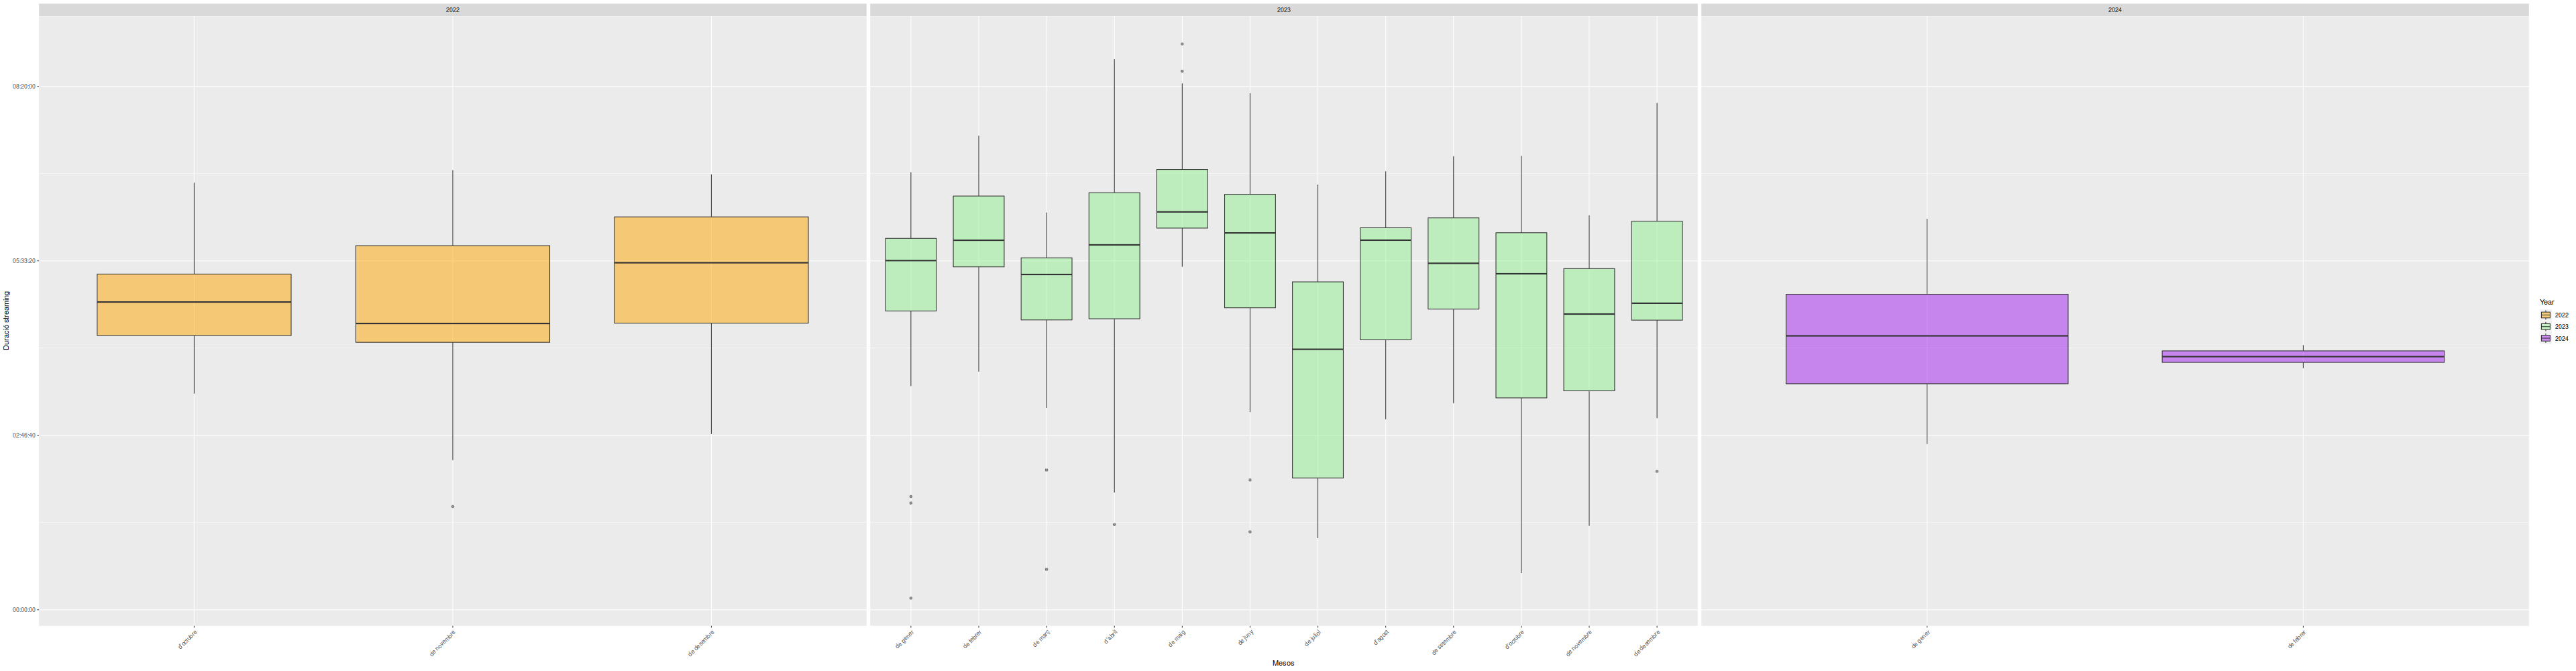 2022
2023
2024
08:20:00
05:33:20
02:46:40
00:00:00
Duració streaming
d'octubre
de novembre
de desembre
de gener
de febrer
de març
d'abril
de maig
de juny
de juliol
d'agost
de setembre
d'octubre
de novembre
de desembre
de gener
de febrer
Mesos
Year
2022
2023
2024